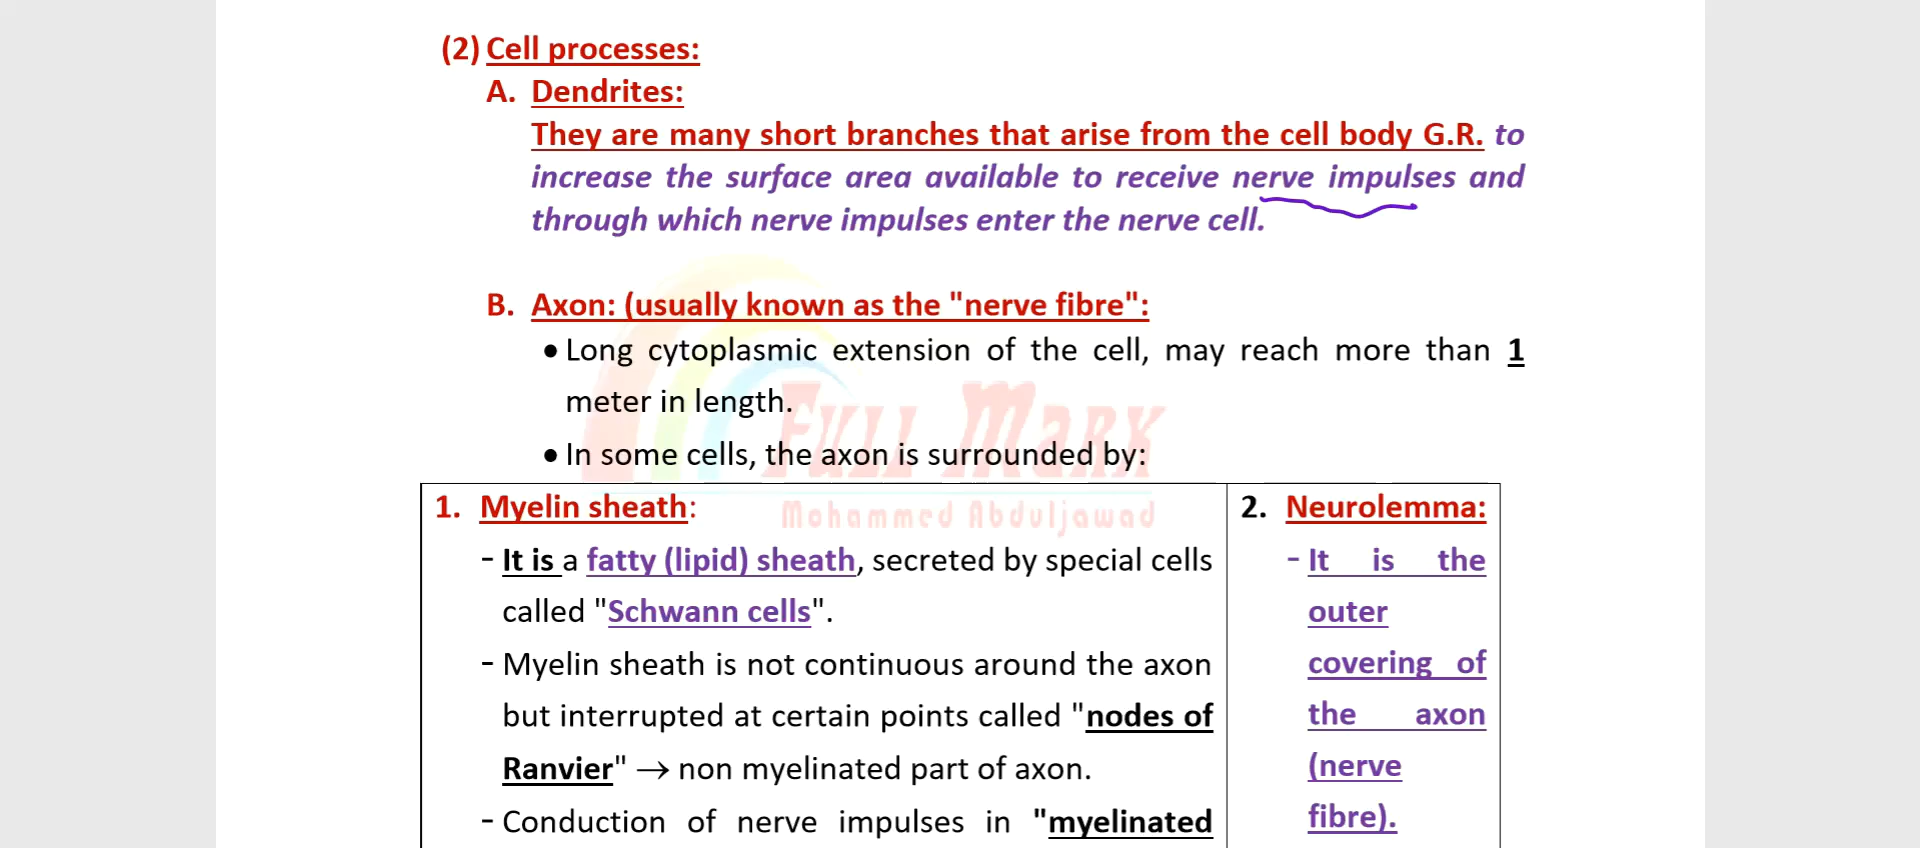 (2) Cell processes:
A. Dendrites:
They are many short branches that arise from the cell body G.R. to
increase the surface area available to receive nerve impulses and
through which nerve impulses enter the nerve cell.
B. Axon: (usually known as the "nerve fibre":
• Long cytoplasmic extension of the cell, may reach more than 1
meter in length.
• In some cells, the axon is surrounded by:
Full Mark
Mohammed Abduljawad
1. Myelin sheath:
- It is a fatty (lipid) sheath, secreted by special cells
called "Schwann cells".
- Myelin sheath is not continuous around the axon
but interrupted at certain points called "nodes of
Ranvier" → non myelinated part of axon.
- Conduction of nerve impulses in "myelinated
2. Neurolemma:
- It is the
outer
covering of
the axon
(nerve
fibre).